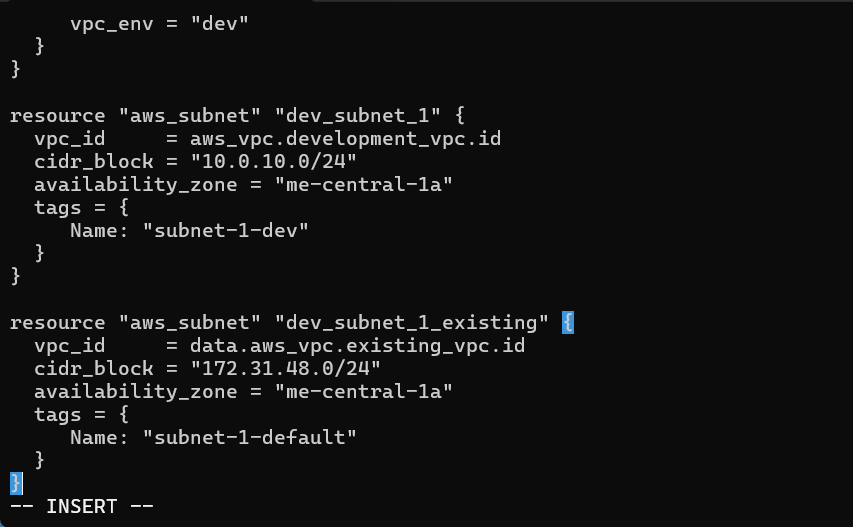 vpc_env = "dev"
  }
}

resource "aws_subnet" "dev_subnet_1" {
  vpc_id     = aws_vpc.development_vpc.id
  cidr_block = "10.0.10.0/24"
  availability_zone = "me-central-1a"
  tags = {
     Name: "subnet-1-dev"
  }
}

resource "aws_subnet" "dev_subnet_1_existing" {
  vpc_id     = data.aws_vpc.existing_vpc.id
  cidr_block = "172.31.48.0/24"
  availability_zone = "me-central-1a"
  tags = {
     Name: "subnet-1-default"
  }
}
-- INSERT --